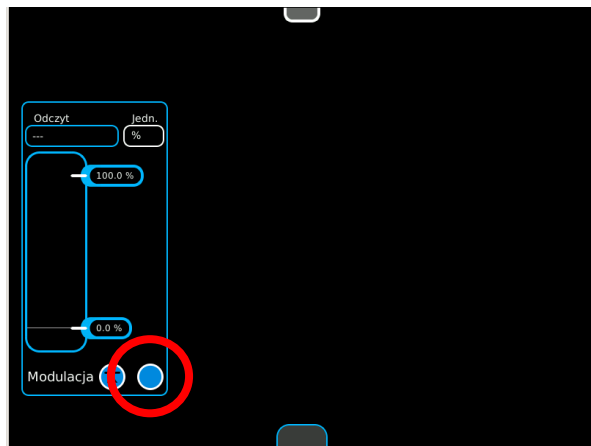 Odczyt Jedn.
--- %
100.0 %
0.0 %
Modulacja